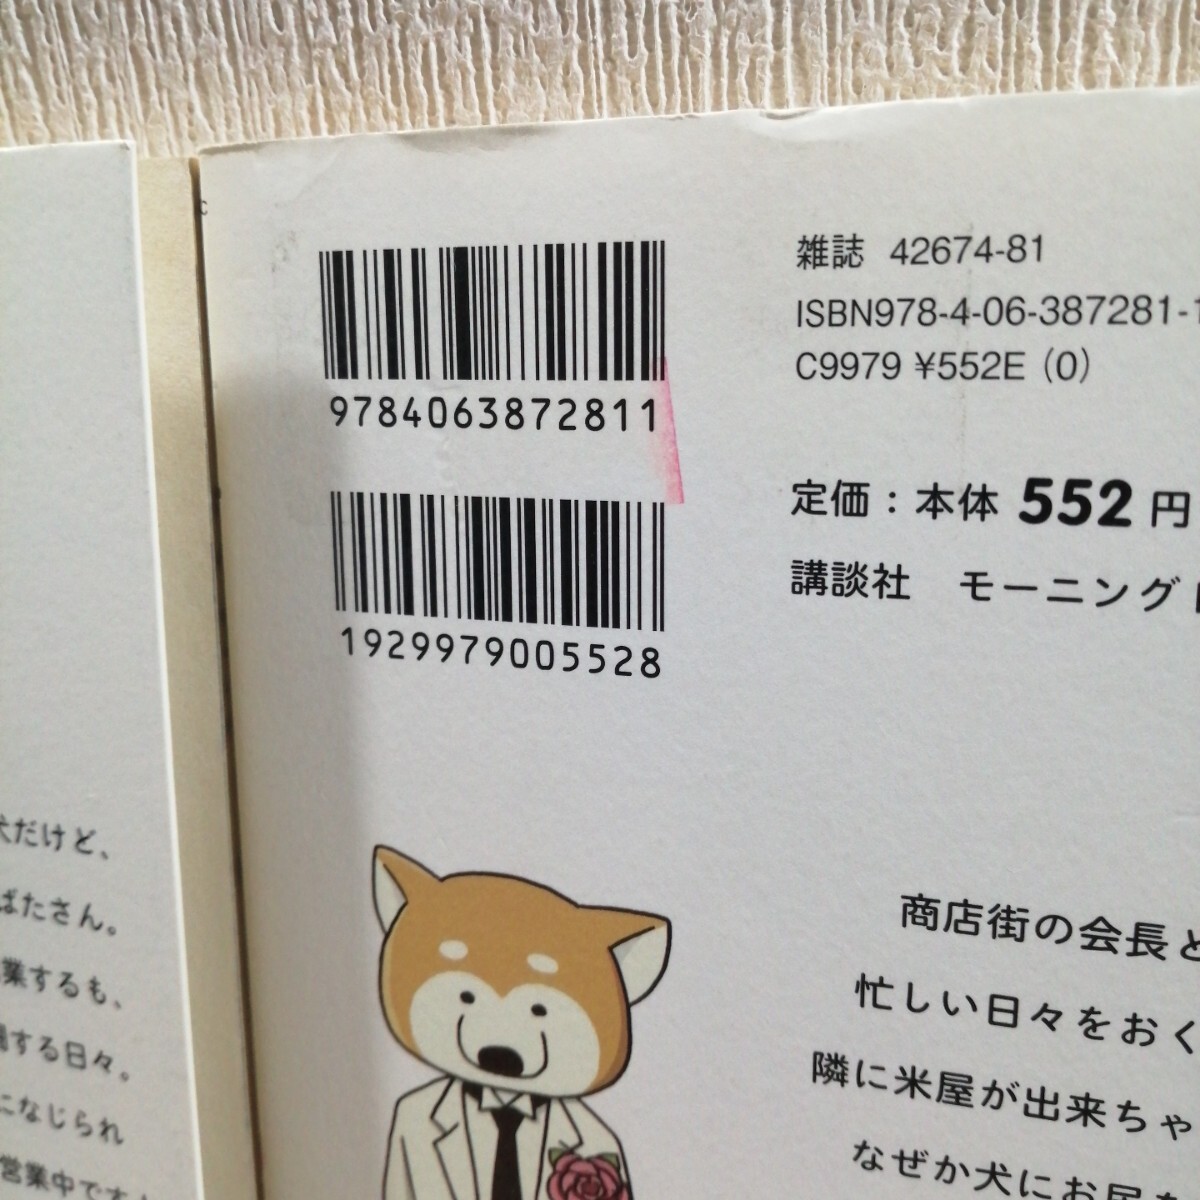 9784063872811
1929979005528
雑誌 42674-81
ISBN978-4-06-387281-1
C9979 ¥552E (0)
定価：本体 552 円
講談社 モーニング
商店街の会長と
忙しい日々をおく
隣に米屋が出来ちゃ
なぜか犬にお尻を
犬だけど、
ばたさん。
業するも、
する日々。
になじられ
営業中です